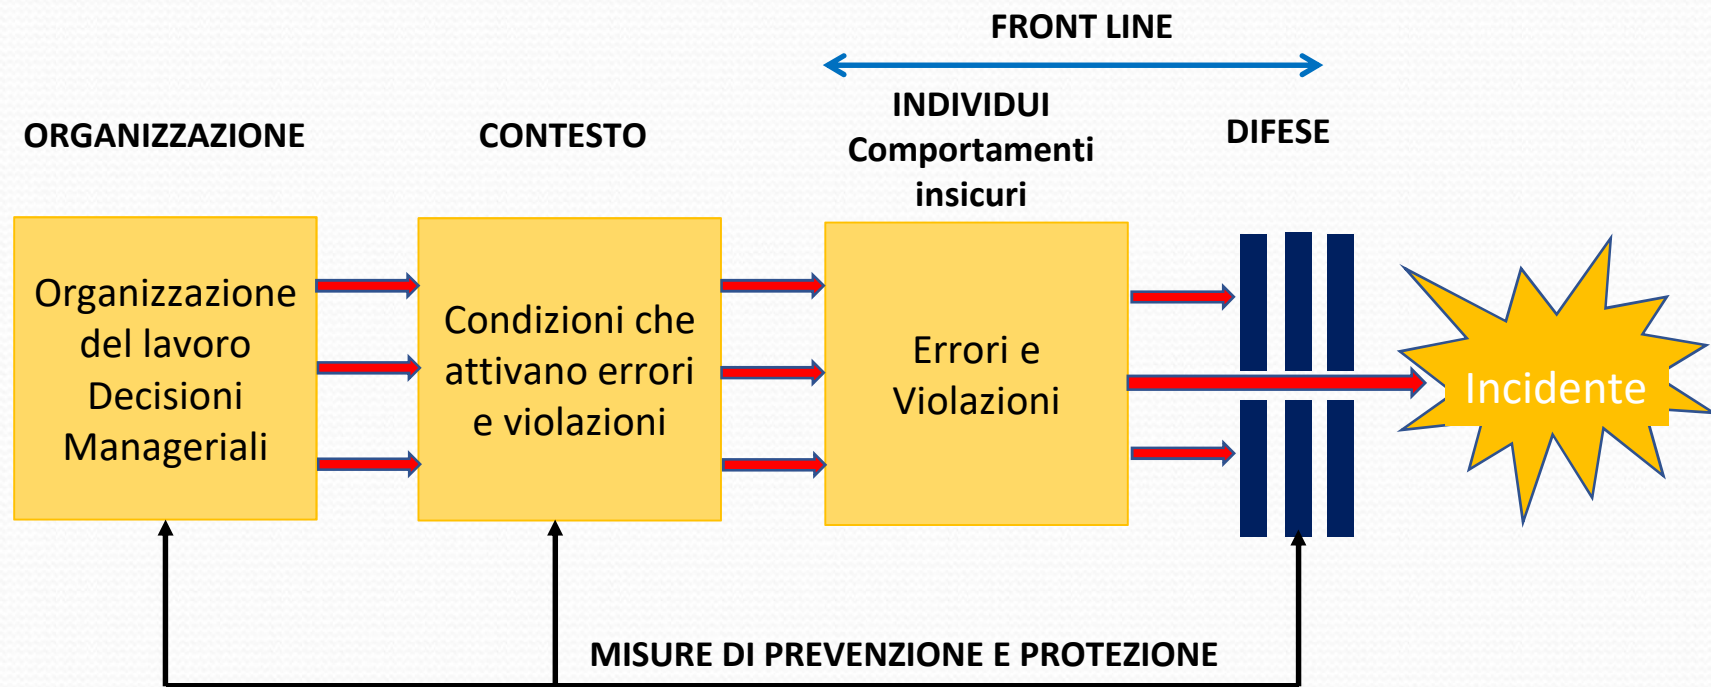 FRONT LINE
ORGANIZZAZIONE
CONTESTO
INDIVIDUI
Comportamenti
insicuri
DIFESE
Organizzazione
del lavoro
Decisioni
Manageriali
Condizioni che
attivano errori
e violazioni
Errori e
Violazioni
Incidente
MISURE DI PREVENZIONE E PROTEZIONE